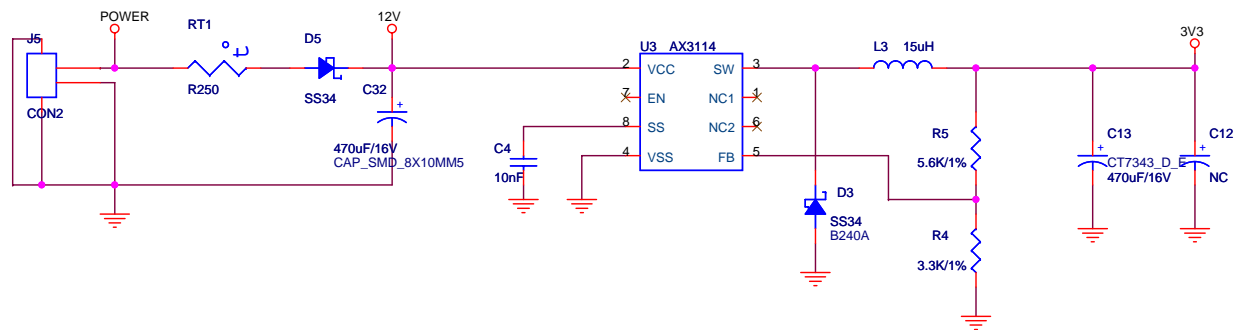 POWER
12V
3V3
J5
RT1
D5
U3 AX3114
L3 15uH
2 VCC SW 3
7 EN NC1 1
8 SS NC2 6
4 VSS FB 5
R250
SS34
C32
CON2
470uF/16V
CAP_SMD_8X10MM5
C4
10nF
R5
5.6K/1%
C13
CT7343_D_E
470uF/16V
C12
NC
D3
SS34
B240A
R4
3.3K/1%